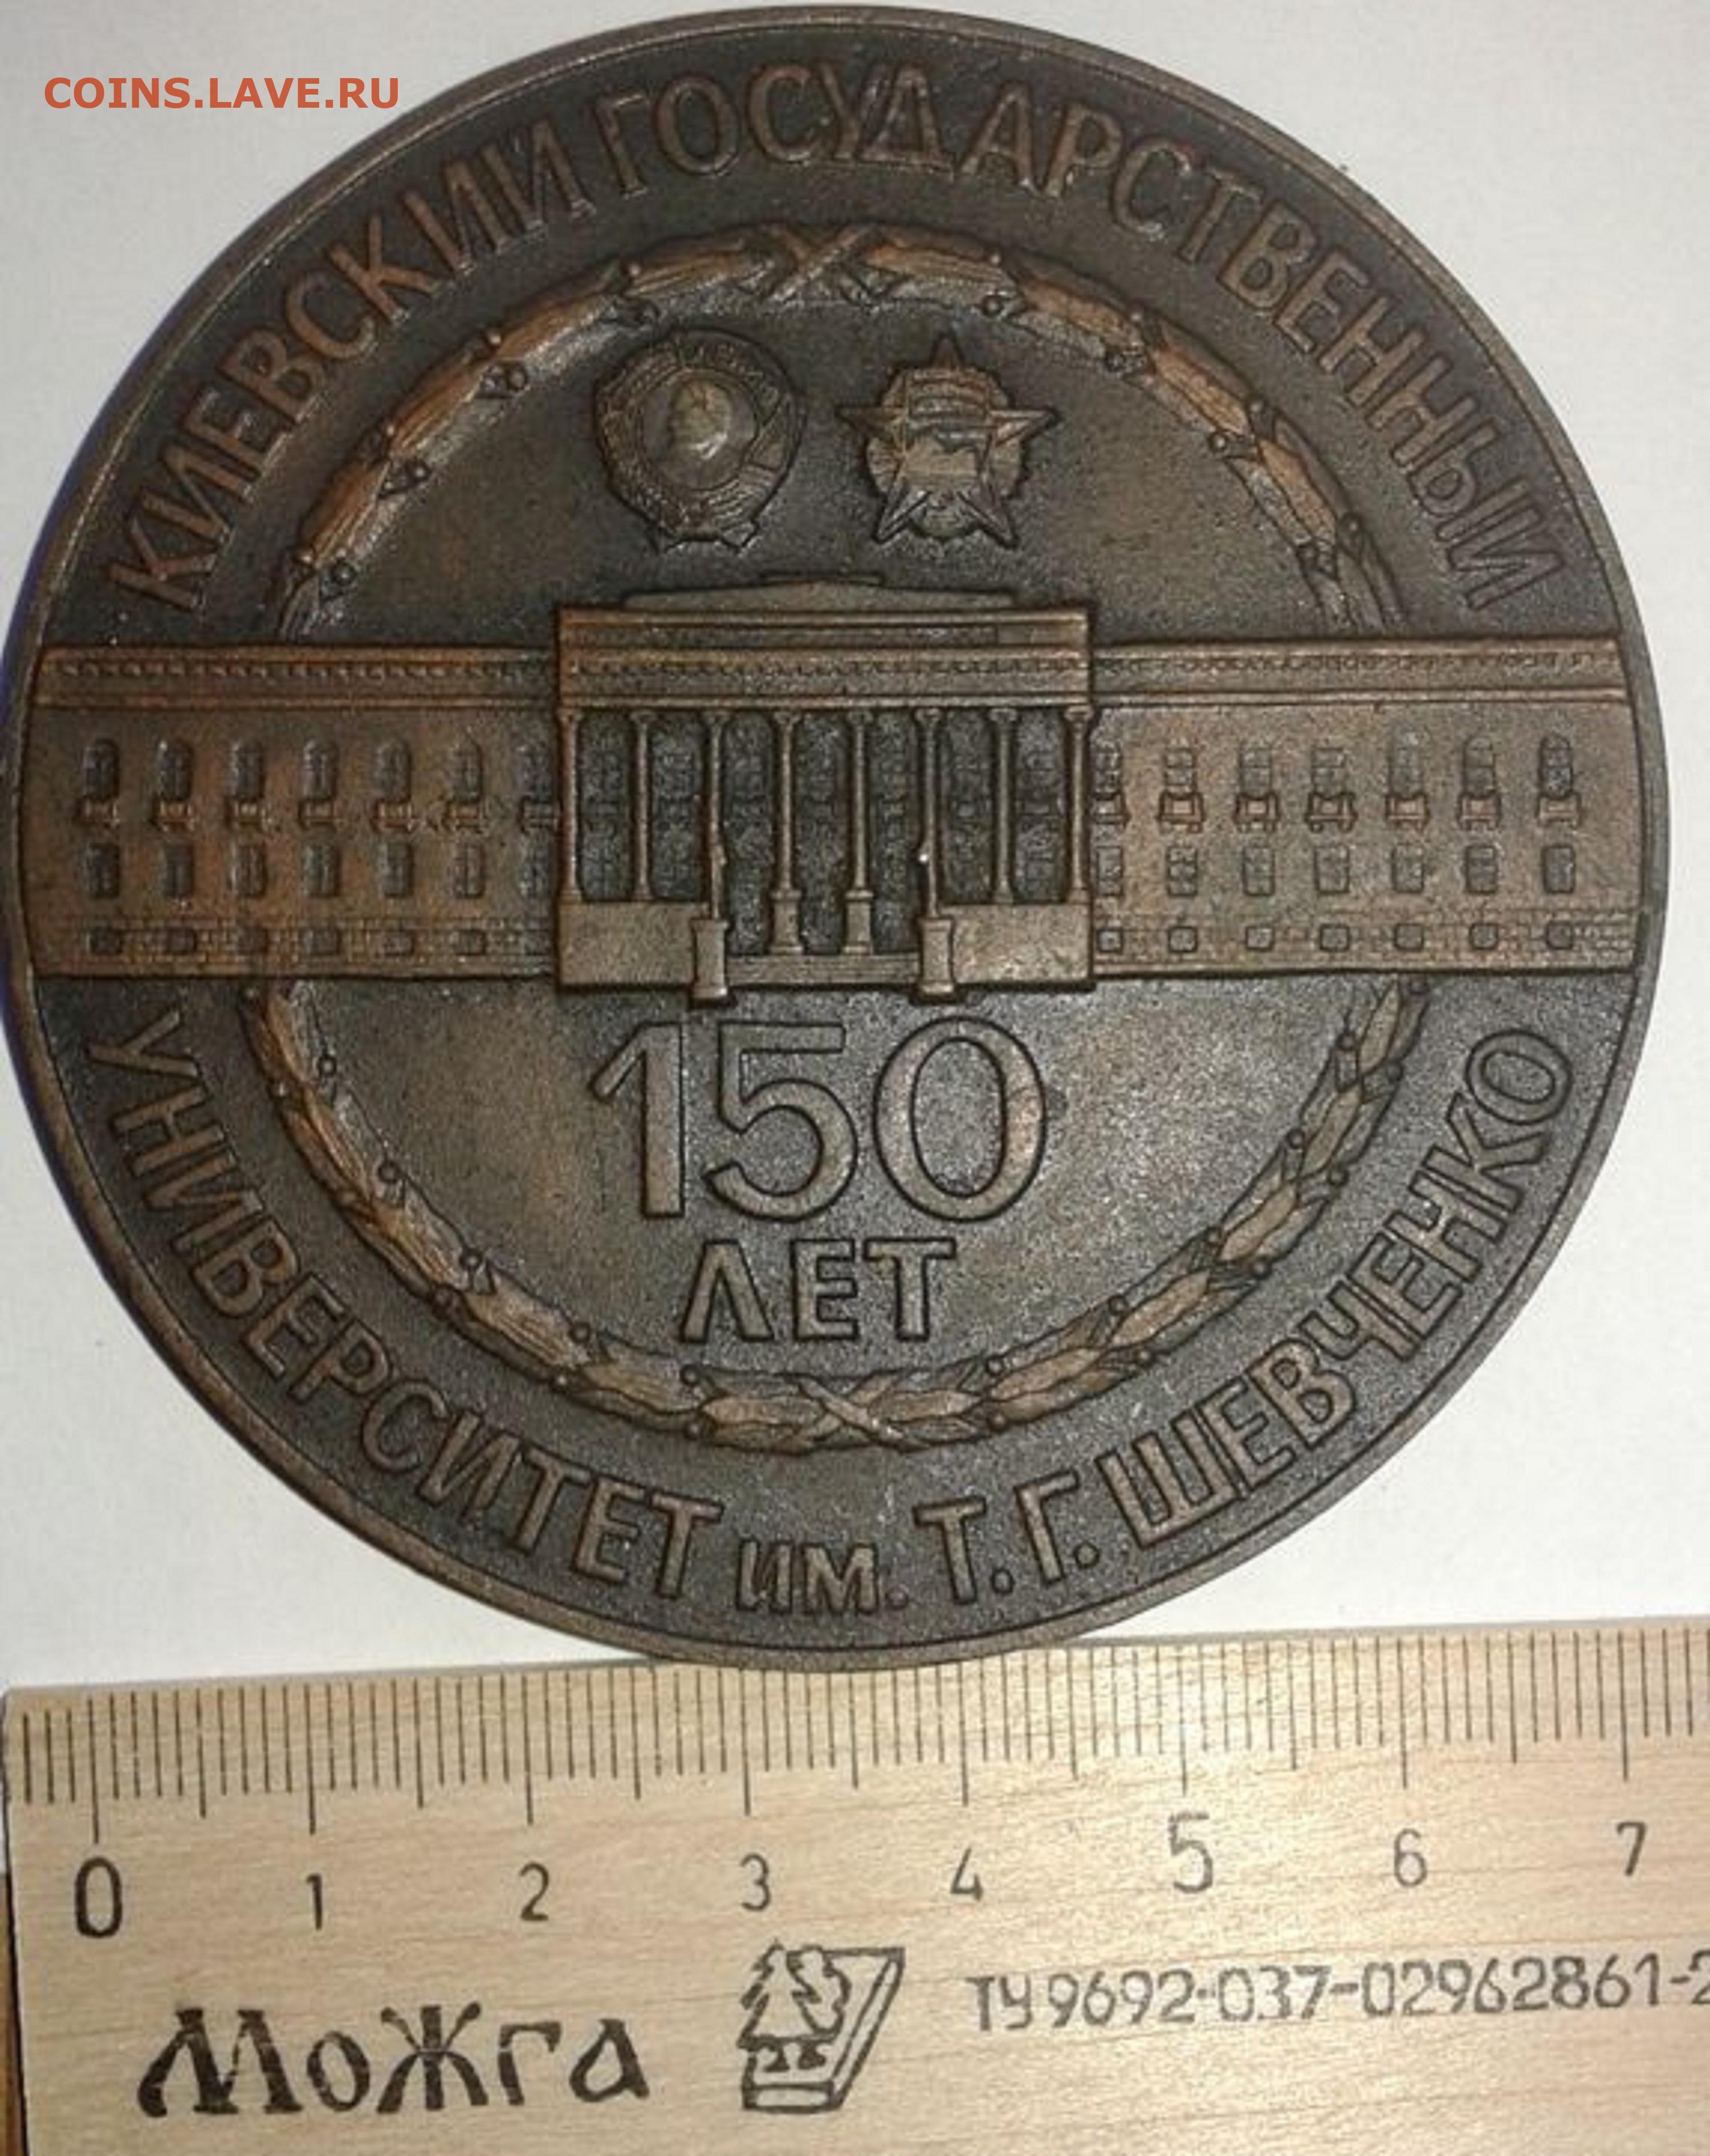 COINS.LAVE.RU
КИЕВСКИЙ ГОСУДАРСТВЕННЫЙ
150
ЛЕТ
УНИВЕРСИТЕТ им. Т.Г. ШЕВЧЕНКО
0 1 2 3 4 5 6 7
МоЖга
ТУ 9692-037-02962861-2